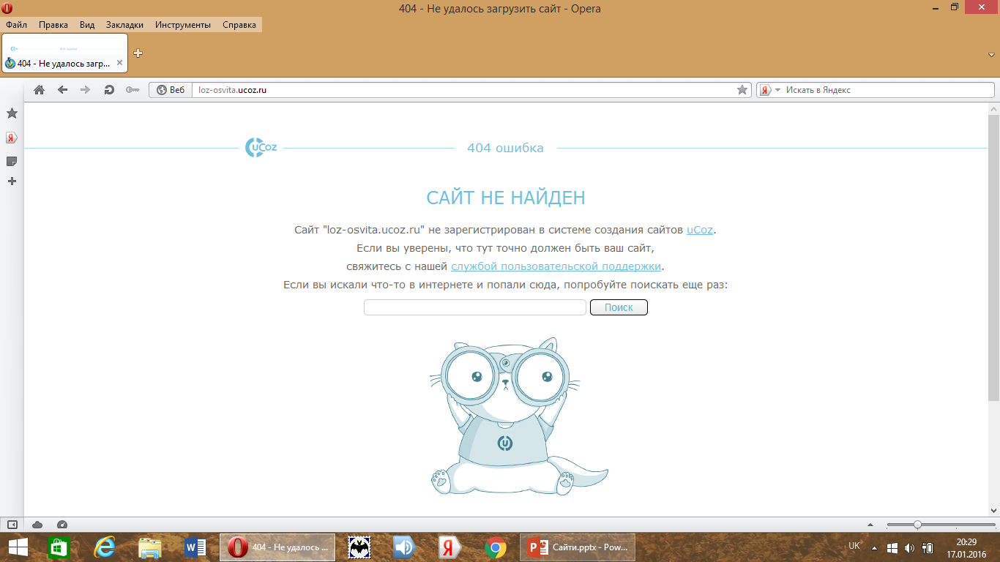 404 - Не удалось загрузить сайт - Opera
Файл Правка Вид Закладки Инструменты Справка
404 - Не удалось загр...
Веб loz-osvita.ucoz.ru Искать в Яндекс
uCoz 404 ошибка
САЙТ НЕ НАЙДЕН
Сайт "loz-osvita.ucoz.ru" не зарегистрирован в системе создания сайтов uCoz.
Если вы уверены, что тут точно должен быть ваш сайт,
свяжитесь с нашей службой пользовательской поддержки.
Если вы искали что-то в интернете и попали сюда, попробуйте поискать еще раз:
Поиск
404 - Не удалось ... Сайти.pptx - Pow... UK 20:29
17.01.2016